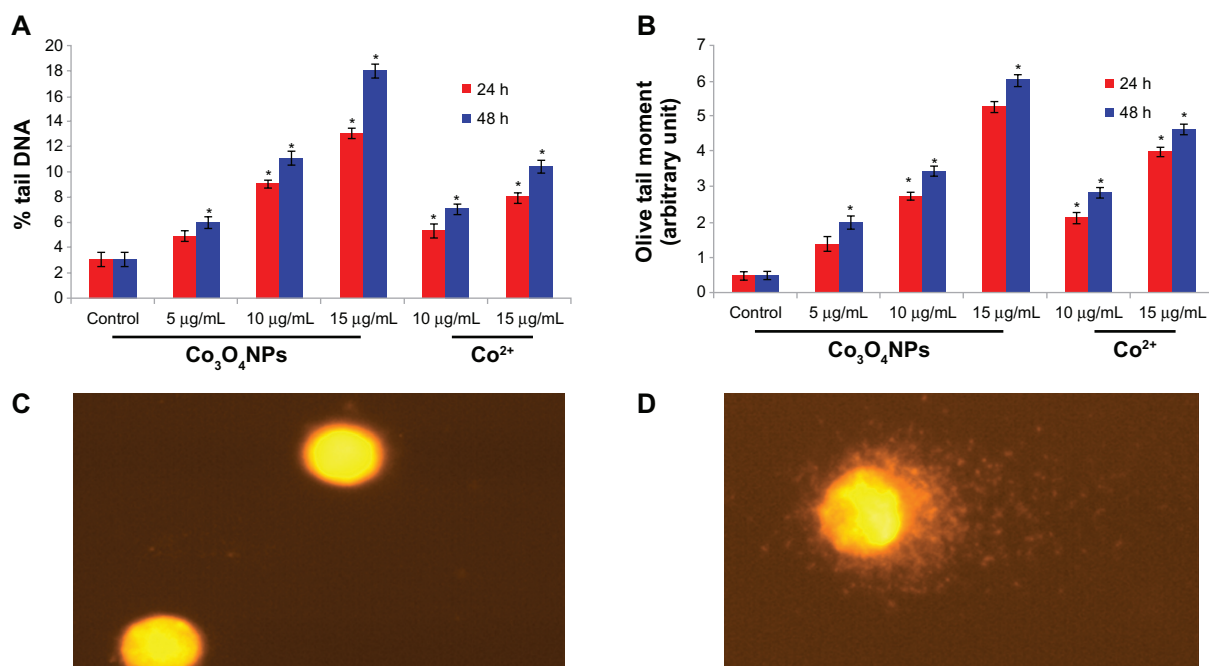 A
% tail DNA
20
18
16
14
12
10
8
6
4
2
0
24 h
48 h
* * * * * * * * *
Control 5 μg/mL 10 μg/mL 15 μg/mL 10 μg/mL 15 μg/mL
Co₃O₄NPs Co²⁺
B
Olive tail moment
(arbitrary unit)
7
6
5
4
3
2
1
0
24 h
48 h
* * * * * * * *
Control 5 μg/mL 10 μg/mL 15 μg/mL 10 μg/mL 15 μg/mL
Co₃O₄NPs Co²⁺
C
D